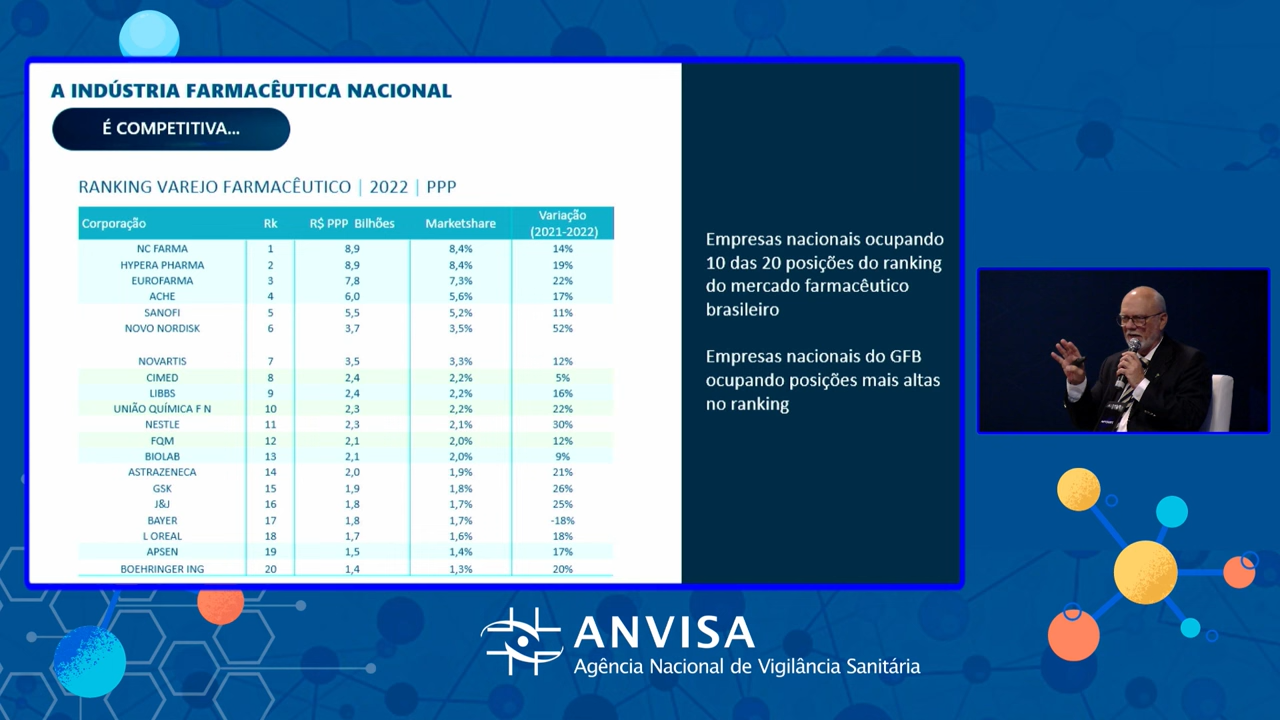 A INDÚSTRIA FARMACÊUTICA NACIONAL
É COMPETITIVA...
RANKING VAREJO FARMACÊUTICO | 2022 | PPP
Corporação Rk R$ PPP Bilhões Marketshare Variação (2021-2022)
NC FARMA 1 8,9 8,4% 14%
HYPERA PHARMA 2 8,9 8,4% 19%
EUROFARMA 3 7,8 7,3% 22%
ACHE 4 6,0 5,6% 17%
SANOFI 5 5,5 5,2% 11%
NOVO NORDISK 6 3,7 3,5% 52%
NOVARTIS 7 3,5 3,3% 12%
CIMED 8 2,4 2,2% 5%
LIBBS 9 2,4 2,2% 16%
UNIÃO QUÍMICA F N 10 2,3 2,2% 22%
NESTLE 11 2,3 2,1% 30%
FQM 12 2,1 2,0% 12%
BIOLAB 13 2,1 2,0% 9%
ASTRAZENECA 14 2,0 1,9% 21%
GSK 15 1,9 1,8% 26%
J&J 16 1,8 1,7% 25%
BAYER 17 1,8 1,7% -18%
L OREAL 18 1,7 1,6% 18%
APSEN 19 1,5 1,4% 17%
BOEHRINGER ING 20 1,4 1,3% 20%
Empresas nacionais ocupando
10 das 20 posições do ranking
do mercado farmacêutico
brasileiro
Empresas nacionais do GFB
ocupando posições mais altas
no ranking
ANVISA
Agência Nacional de Vigilância Sanitária